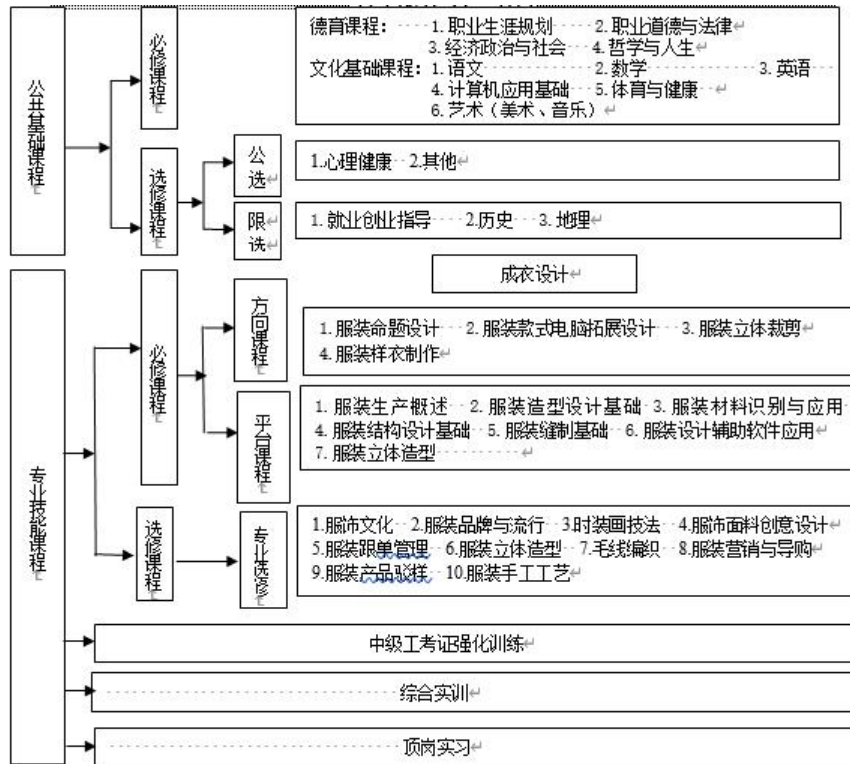 公共基础课程
必修课程
德育课程： 1. 职业生涯规划 2. 职业道德与法律
3. 经济政治与社会 4. 哲学与人生
文化基础课程： 1. 语文 2. 数学 3. 英语
4. 计算机应用基础 5. 体育与健康
6. 艺术（美术、音乐）
选修课程
公选
1.心理健康 2.其他
限选
1. 就业创业指导 2.历史 3. 地理
专业技能课程
成衣设计
必修课程
方向课程
1. 服装命题设计 2. 服装款式电脑拓展设计 3. 服装立体裁剪
4. 服装样衣制作
平台课程
1. 服装生产概述 2. 服装造型设计基础 3. 服装材料识别与应用
4. 服装结构设计基础 5. 服装缝制基础 6. 服装设计辅助软件应用
7. 服装立体造型
选修课程
专业选修
1.服饰文化 2.服装品牌与流行 3.时装画技法 4.服饰面料创意设计
5.服装跟单管理 6.服装立体造型 7.毛线编织 8.服装营销与导购
9.服装产品驳样 10.服装手工工艺
中级工考证强化训练
综合实训
顶岗实习